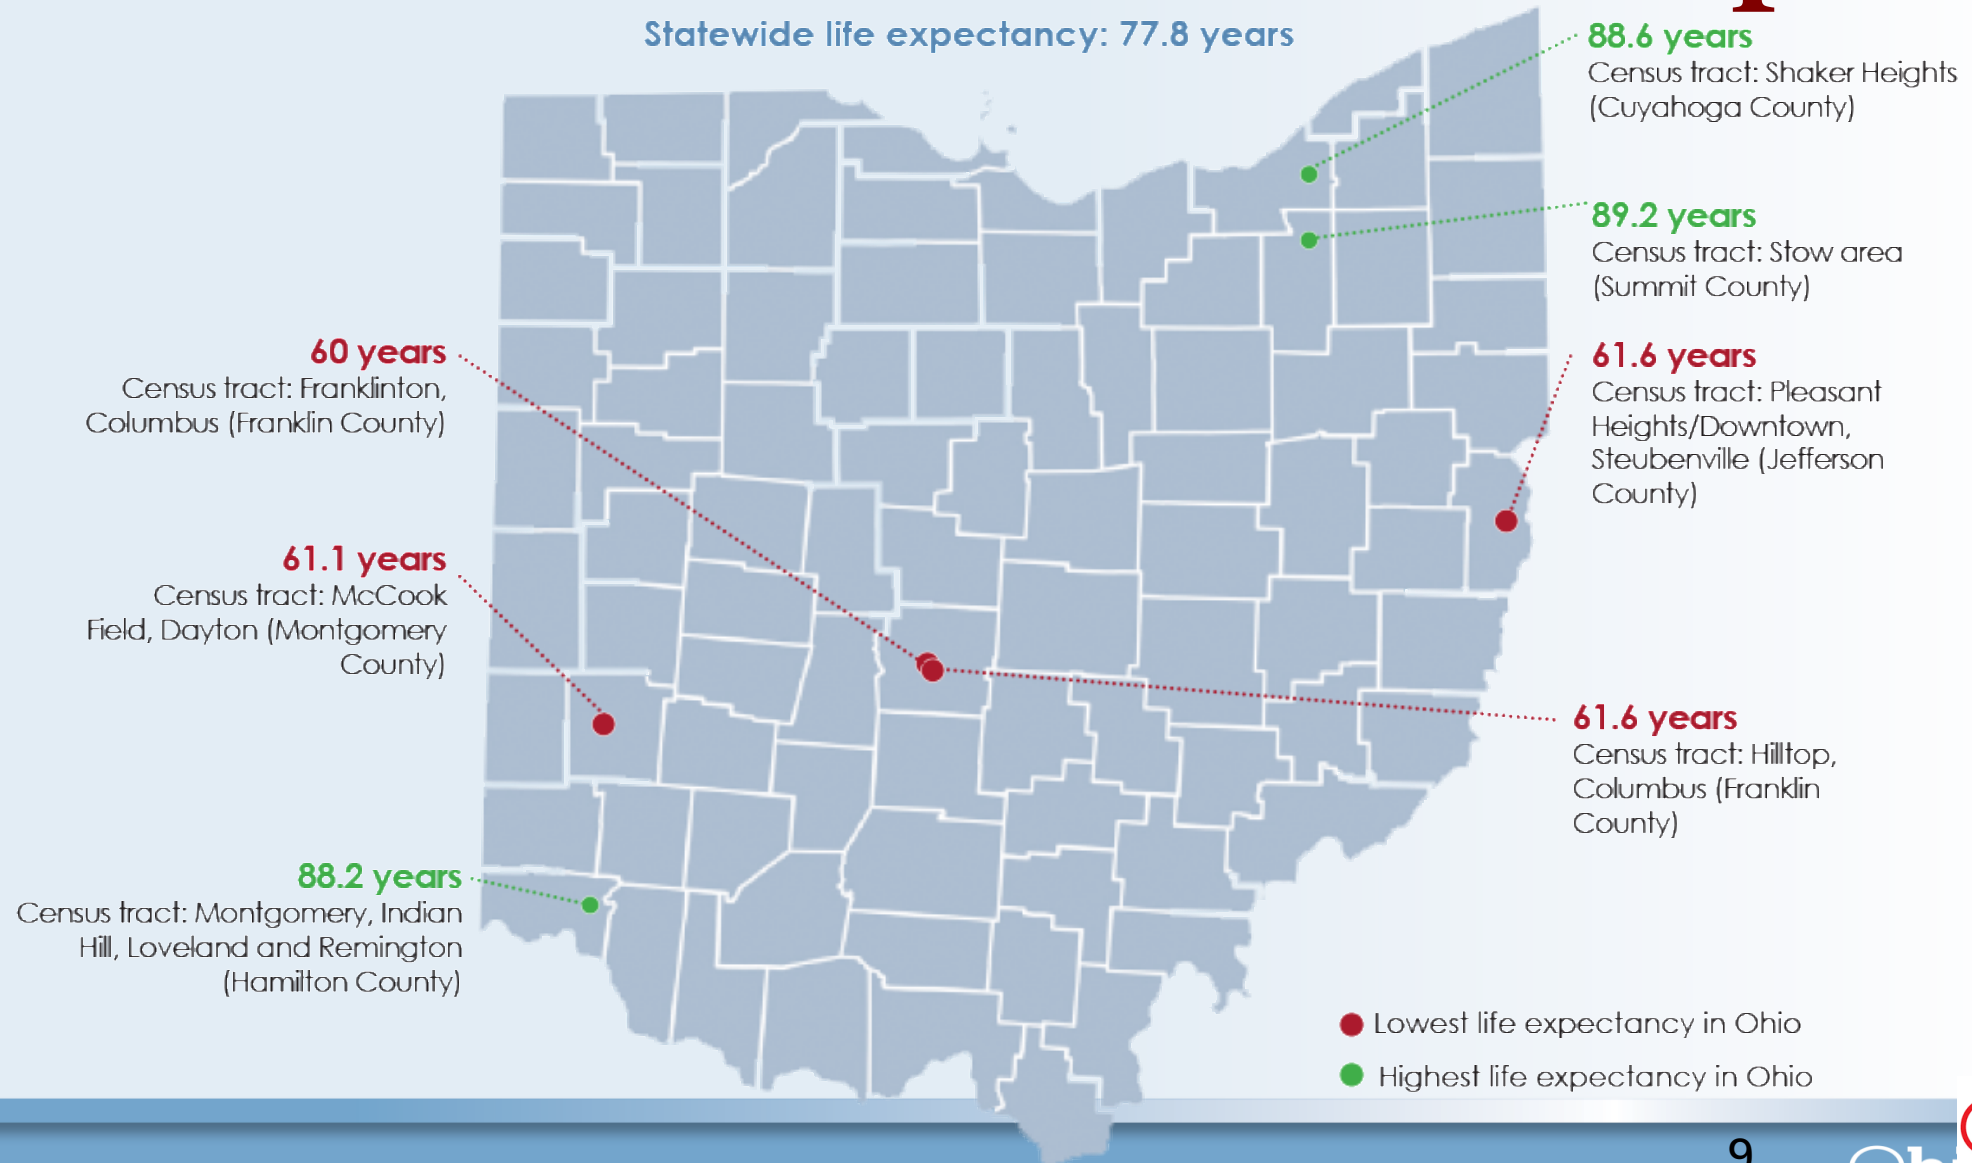 Statewide life expectancy: 77.8 years
88.6 years
Census tract: Shaker Heights
(Cuyahoga County)
89.2 years
Census tract: Stow area
(Summit County)
60 years
Census tract: Franklinton,
Columbus (Franklin County)
61.6 years
Census tract: Pleasant
Heights/Downtown,
Steubenville (Jefferson
County)
61.1 years
Census tract: McCook
Field, Dayton (Montgomery
County)
61.6 years
Census tract: Hilltop,
Columbus (Franklin
County)
88.2 years
Census tract: Montgomery, Indian
Hill, Loveland and Remington
(Hamilton County)
Lowest life expectancy in Ohio
Highest life expectancy in Ohio
9